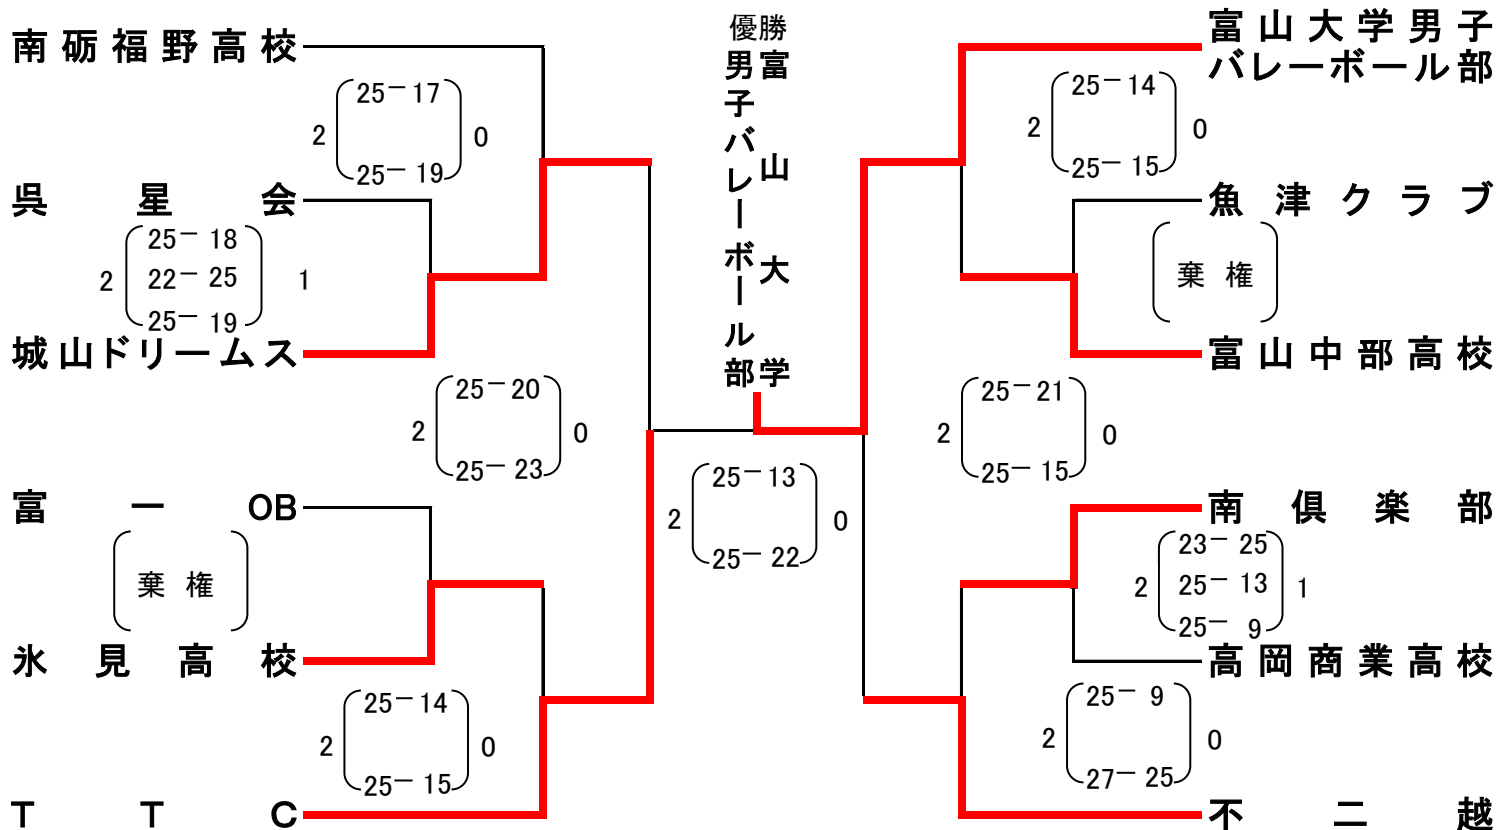 優勝
富山大学
男子バレーボール部
南砺福野高校
25－17
2 0
25－19
呉星会
25－18
2 22－25 1
25－19
城山ドリームス
25－20
2 0
25－23
富一OB
棄権
氷見高校
25－14
2 0
25－15
TTC
25－13
2 0
25－22
富山大学男子
バレーボール部
25－14
2 0
25－15
魚津クラブ
棄権
富山中部高校
25－21
2 0
25－15
南倶楽部
23－25
2 25－13 1
25－9
高岡商業高校
25－9
2 0
27－25
不二越